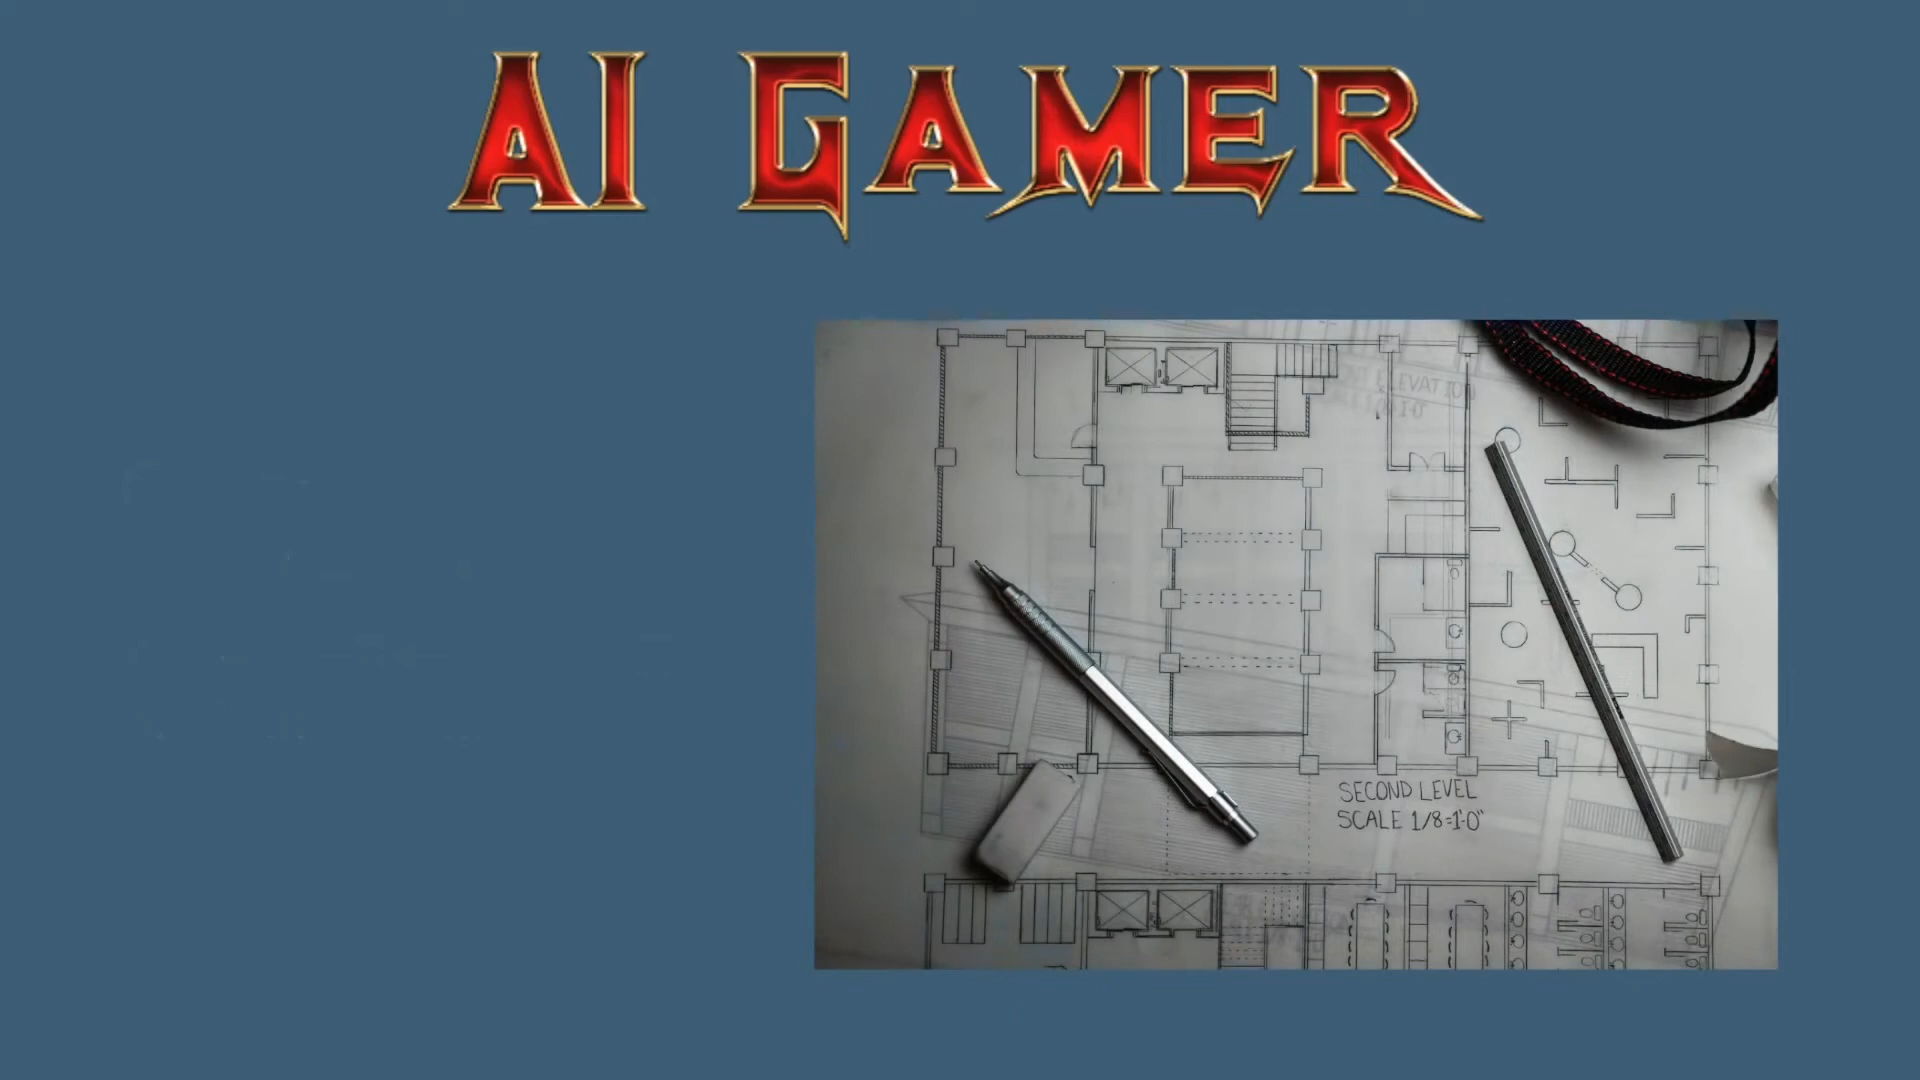 AI GAMER
SECOND LEVEL
SCALE 1/8=1'-0"